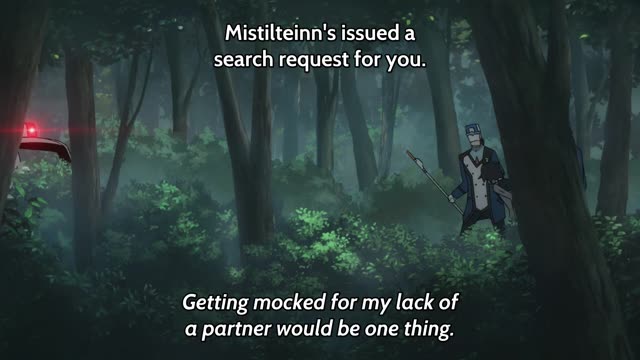 Mistilteinn's issued a
search request for you.
Getting mocked for my lack of
a partner would be one thing.